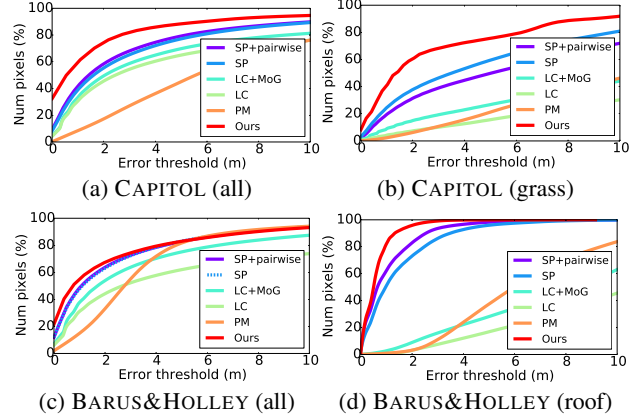 Num pixels (%)
100
80
60
40
20
0
0 2 4 6 8 10
Error threshold (m)
SP+pairwise
SP
LC+MoG
LC
PM
Ours
(a) CAPITOL (all)
Num pixels (%)
100
80
60
40
20
0
0 2 4 6 8 10
Error threshold (m)
SP+pairwise
SP
LC+MoG
LC
PM
Ours
(b) CAPITOL (grass)
Num pixels (%)
100
80
60
40
20
0
0 2 4 6 8 10
Error threshold (m)
SP+pairwise
SP
LC+MoG
LC
PM
Ours
(c) BARUS&HOLLEY (all)
Num pixels (%)
100
80
60
40
20
0
0 2 4 6 8 10
Error threshold (m)
SP+pairwise
SP
LC+MoG
LC
PM
Ours
(d) BARUS&HOLLEY (roof)